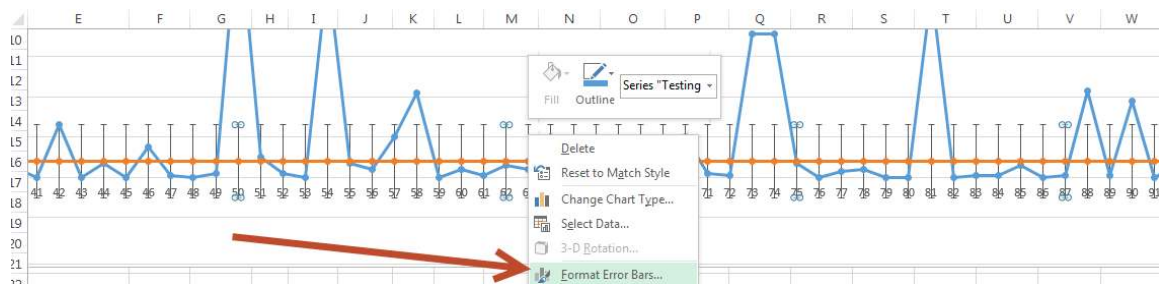 E F G H I J K L M N O P Q R S T U V W
10
11
12
13
14
15
16
17
18
19
20
21
Fill Outline Series "Testing
Delete
Reset to Match Style
Change Chart Type...
Select Data...
3-D Rotation...
Format Error Bars...
41 42 43 44 45 46 47 48 49 50 51 52 53 54 55 56 57 58 59 60 61 62 71 72 73 74 75 76 77 78 79 80 81 82 83 84 85 86 87 88 89 90 91